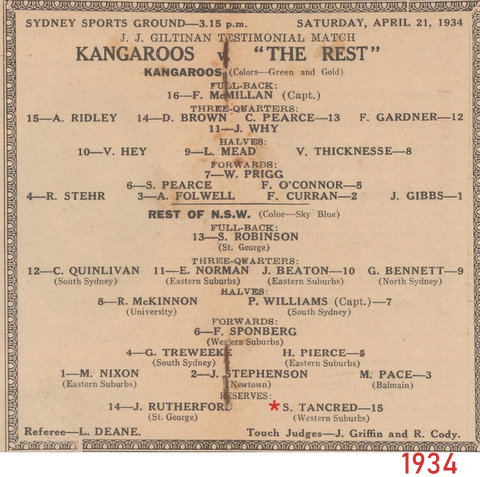 SYDNEY SPORTS GROUND—3.15 p.m. SATURDAY, APRIL 21, 1934
J. J. GILTINAN TESTIMONIAL MATCH
KANGAROOS v "THE REST"
KANGAROOS (Colors—Green and Gold)
FULL-BACK:
16—F. McMILLAN (Capt.)
THREE-QUARTERS:
15—A. RIDLEY 14—D. BROWN C. PEARCE—13 F. GARDNER—12
11—J. WHY
HALVES:
10—V. HEY 9—L. MEAD V. THICKNESSE—8
FORWARDS:
7—W. PRIGG
6—S. PEARCE F. O'CONNOR—5
4—R. STEHR 3—A. FOLWELL F. CURRAN—2 J. GIBBS—1
REST OF N.S.W. (Color—Sky Blue)
FULL-BACK:
13—S. ROBINSON
(St. George)
THREE-QUARTERS:
12—C. QUINLIVAN 11—E. NORMAN J. BEATON—10 G. BENNETT—9
(South Sydney) (Eastern Suburbs) (Eastern Suburbs) (North Sydney)
HALVES:
8—R. McKINNON P. WILLIAMS (Capt.)—7
(University) (South Sydney)
FORWARDS:
6—F. SPONBERG
(Western Suburbs)
4—G. TREWEEKE H. PIERCE—5
(South Sydney) (Eastern Suburbs)
1—M. NIXON 2—J. STEPHENSON M. PACE—3
(Eastern Suburbs) (Newtown) (Balmain)
RESERVES:
14—J. RUTHERFORD *S. TANCRED—15
(St. George) (Western Suburbs)
Referee—L. DEANE. Touch Judges—J. Griffin and R. Cody.
1934